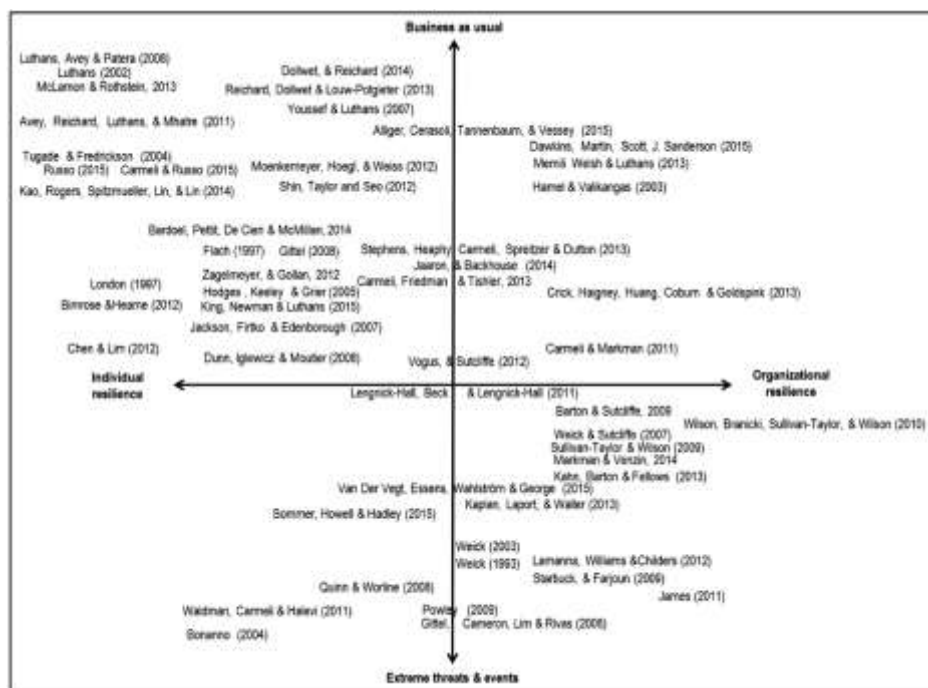 Business as usual
Luthans, Avey & Patera (2008)
Luthans (2002)
McLarnon & Rothstein, 2013
Dollwet, & Reichard (2014)
Reichard, Dollwet & Louw-Potgieter (2013)
Youssef & Luthans (2007)
Avey, Reichard, Luthans, & Mhatre (2011)
Alliger, Cerasoli, Tannenbaum, & Vessey (2015)
Dawkins, Martin, Scott, J. Sanderson (2015)
Tugade & Fredrickson (2004)
Russo (2015) Carmeli & Russo (2015)
Moenkemeyer, Hoegl, & Weiss (2012)
Merrill Welsh & Luthans (2013)
Kao, Rogers, Spitzmueller, Lin, & Lin (2014)
Shin, Taylor and Seo (2012)
Hamel & Valikangas (2003)
Bardoel, Pettit, De Cieri & McMillan, 2014
Flach (1997) Gittel (2008)
Stephens, Heaphy Carmeli, Spreitzer & Dutton (2013)
Jaaron, & Backhouse (2014)
Zagelmeyer, & Gollan, 2012
Carmeli, Friedman & Tishler, 2013
London (1997)
Hodges, Keeley & Grier (2005)
Crick, Haigney, Huang, Coburn & Goldspink (2013)
Bimrose &Hearne (2012)
King, Newman & Luthans (2015)
Jackson, Firtko & Edenborough (2007)
Chen & Lim (2012)
Dunn, Iglewicz & Moutier (2008)
Vogus, & Sutcliffe (2012)
Carmeli & Markman (2011)
Individual
resilience
Organizational
resilience
Lengnick-Hall, Beck & Lengnick-Hall (2011)
Barton & Sutcliffe, 2009
Wilson, Branicki, Sullivan-Taylor, & Wilson (2010)
Weick & Sutcliffe (2007)
Sullivan-Taylor & Wilson (2009)
Markman & Venzin, 2014
Kahn, Barton & Fellows (2013)
Van Der Vegt, Essens, Wahlström & George (2015)
Kaplan, Laport, & Waller (2013)
Sommer, Howell & Hadley (2015)
Weick (2003)
Weick (1993)
Lamanna, Williams &Childers (2012)
Starbuck, & Farjoun (2009)
Quinn & Worline (2008)
James (2011)
Waldman, Carmeli & Halevi (2011)
Powley (2009)
Gittel, Cameron, Lim & Rivas (2006)
Bonanno (2004)
Extreme threats & events